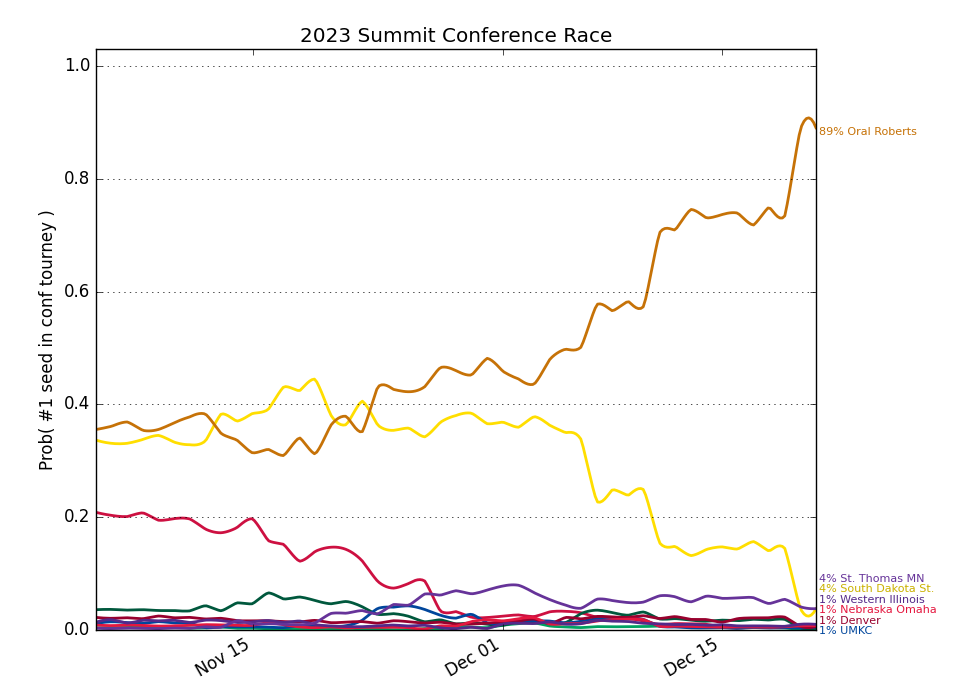 2023 Summit Conference Race
Prob( #1 seed in conf tourney )
1.0
0.8
0.6
0.4
0.2
0.0
Nov 15
Dec 01
Dec 15
89% Oral Roberts
4% St. Thomas MN
4% South Dakota St.
1% Western Illinois
1% Nebraska Omaha
1% Denver
1% UMKC